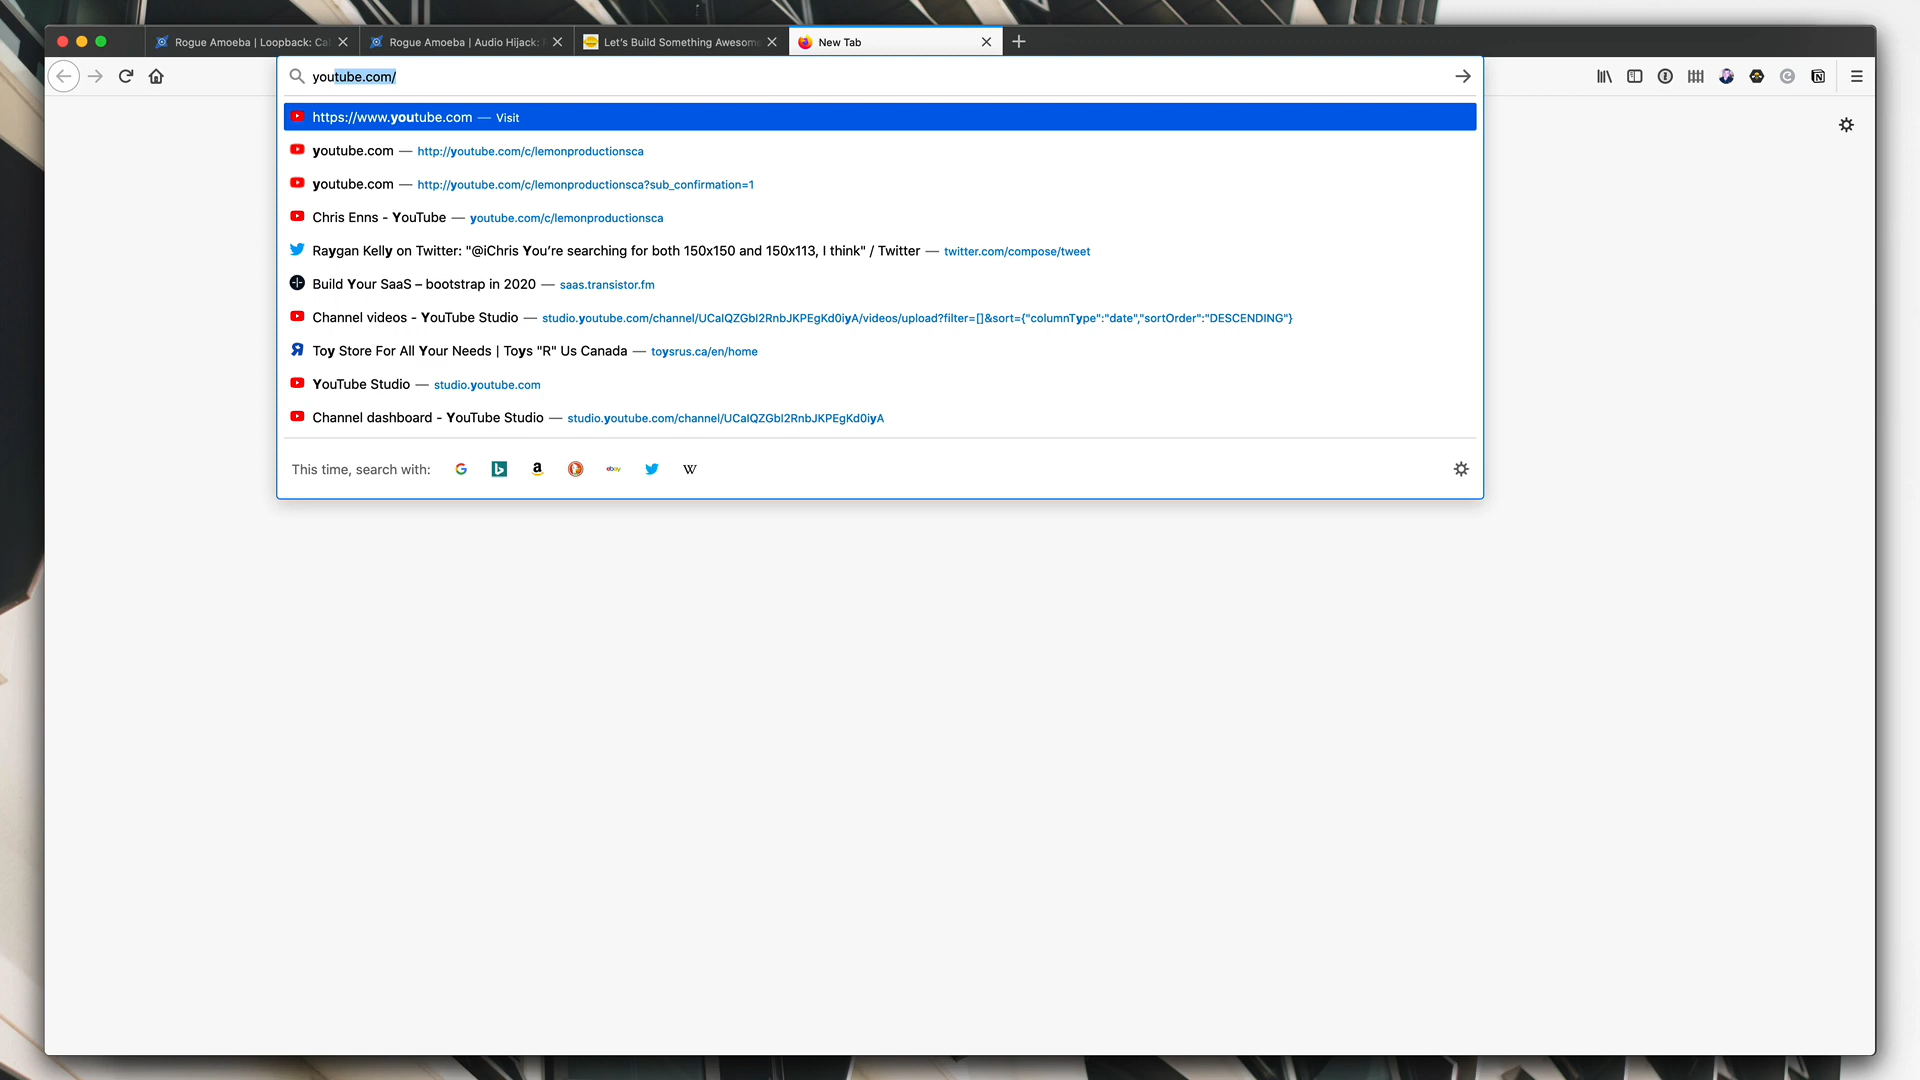 Rogue Amoeba | Loopback: Ca
Rogue Amoeba | Audio Hijack:
Let's Build Something Awesome
New Tab
youtube.com/
https://www.youtube.com — Visit
youtube.com — http://youtube.com/c/lemonproductionsca
youtube.com — http://youtube.com/c/lemonproductionsca?sub_confirmation=1
Chris Enns - YouTube — youtube.com/c/lemonproductionsca
Raygan Kelly on Twitter: "@iChris You’re searching for both 150x150 and 150x113, I think" / Twitter — twitter.com/compose/tweet
Build Your SaaS – bootstrap in 2020 — saas.transistor.fm
Channel videos - YouTube Studio — studio.youtube.com/channel/UCaIQZGbI2RnbJKPEgKd0iyA/videos/upload?filter=[]&sort={"columnType":"date","sortOrder":"DESCENDING"}
Toy Store For All Your Needs | Toys "R" Us Canada — toysrus.ca/en/home
YouTube Studio — studio.youtube.com
Channel dashboard - YouTube Studio — studio.youtube.com/channel/UCaIQZGbI2RnbJKPEgKd0iyA
This time, search with: